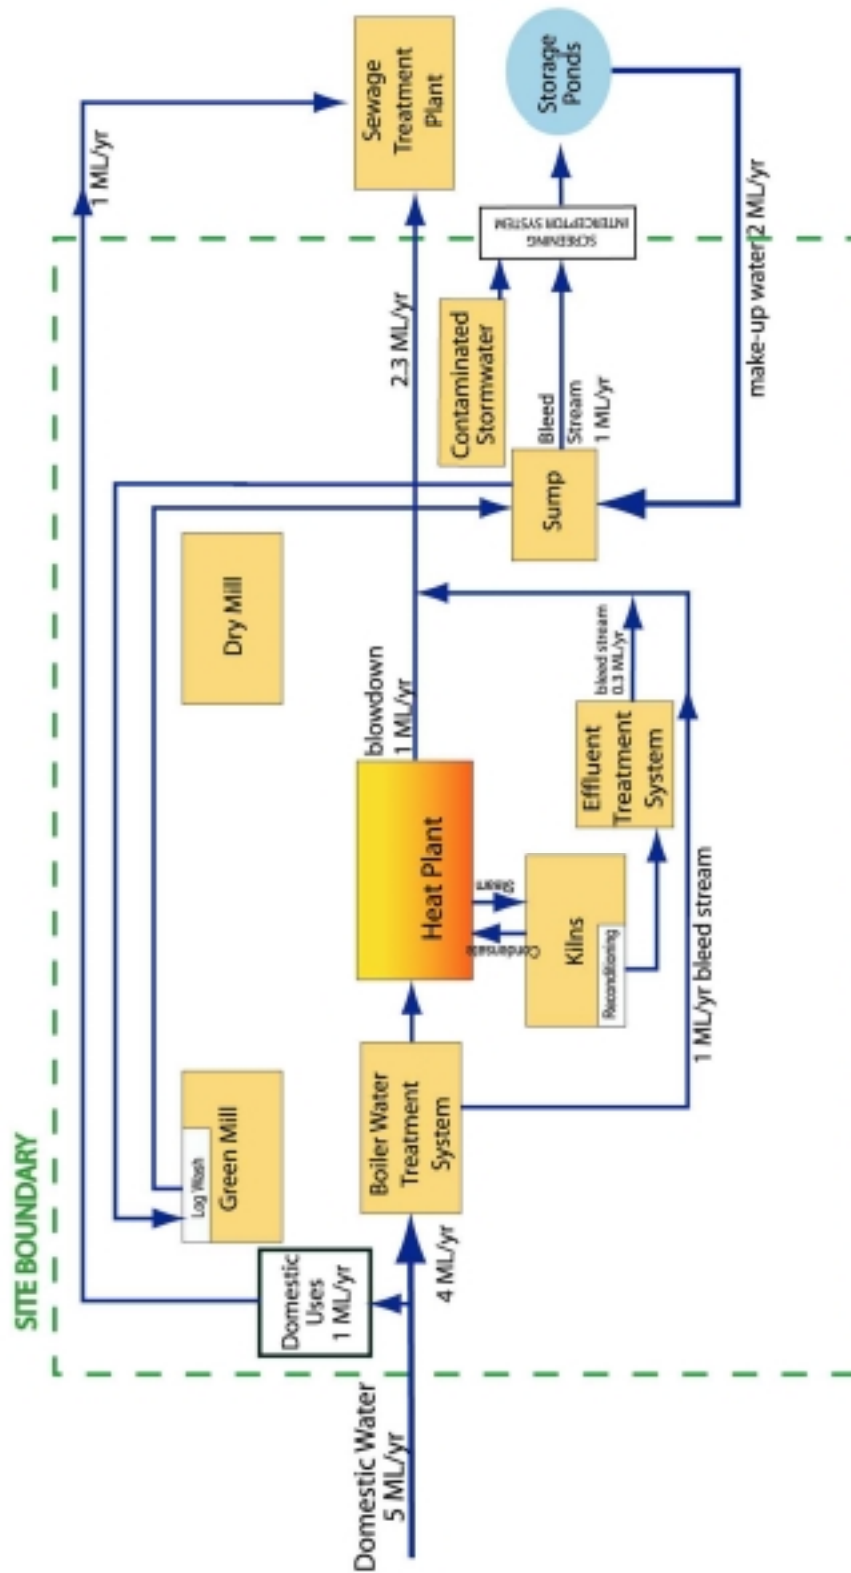 SITE BOUNDARY
Domestic Water
5 ML/yr
Domestic
Uses
1 ML/yr
4 ML/yr
Log Wash
Green Mill
Boiler Water
Treatment
System
Heat Plant
Condensate
Steam
Kilns
Reconditioning
1 ML/yr bleed stream
Effluent
Treatment
System
bleed stream
0.3 ML/yr
blowdown
1 ML/yr
Dry Mill
Sump
Bleed
Stream
1 ML/yr
Contaminated
Stormwater
2.3 ML/yr
SCREENING
INTERCEPTOR SYSTEM
make-up water 2 ML/yr
1 ML/yr
Sewage
Treatment
Plant
Storage
Ponds